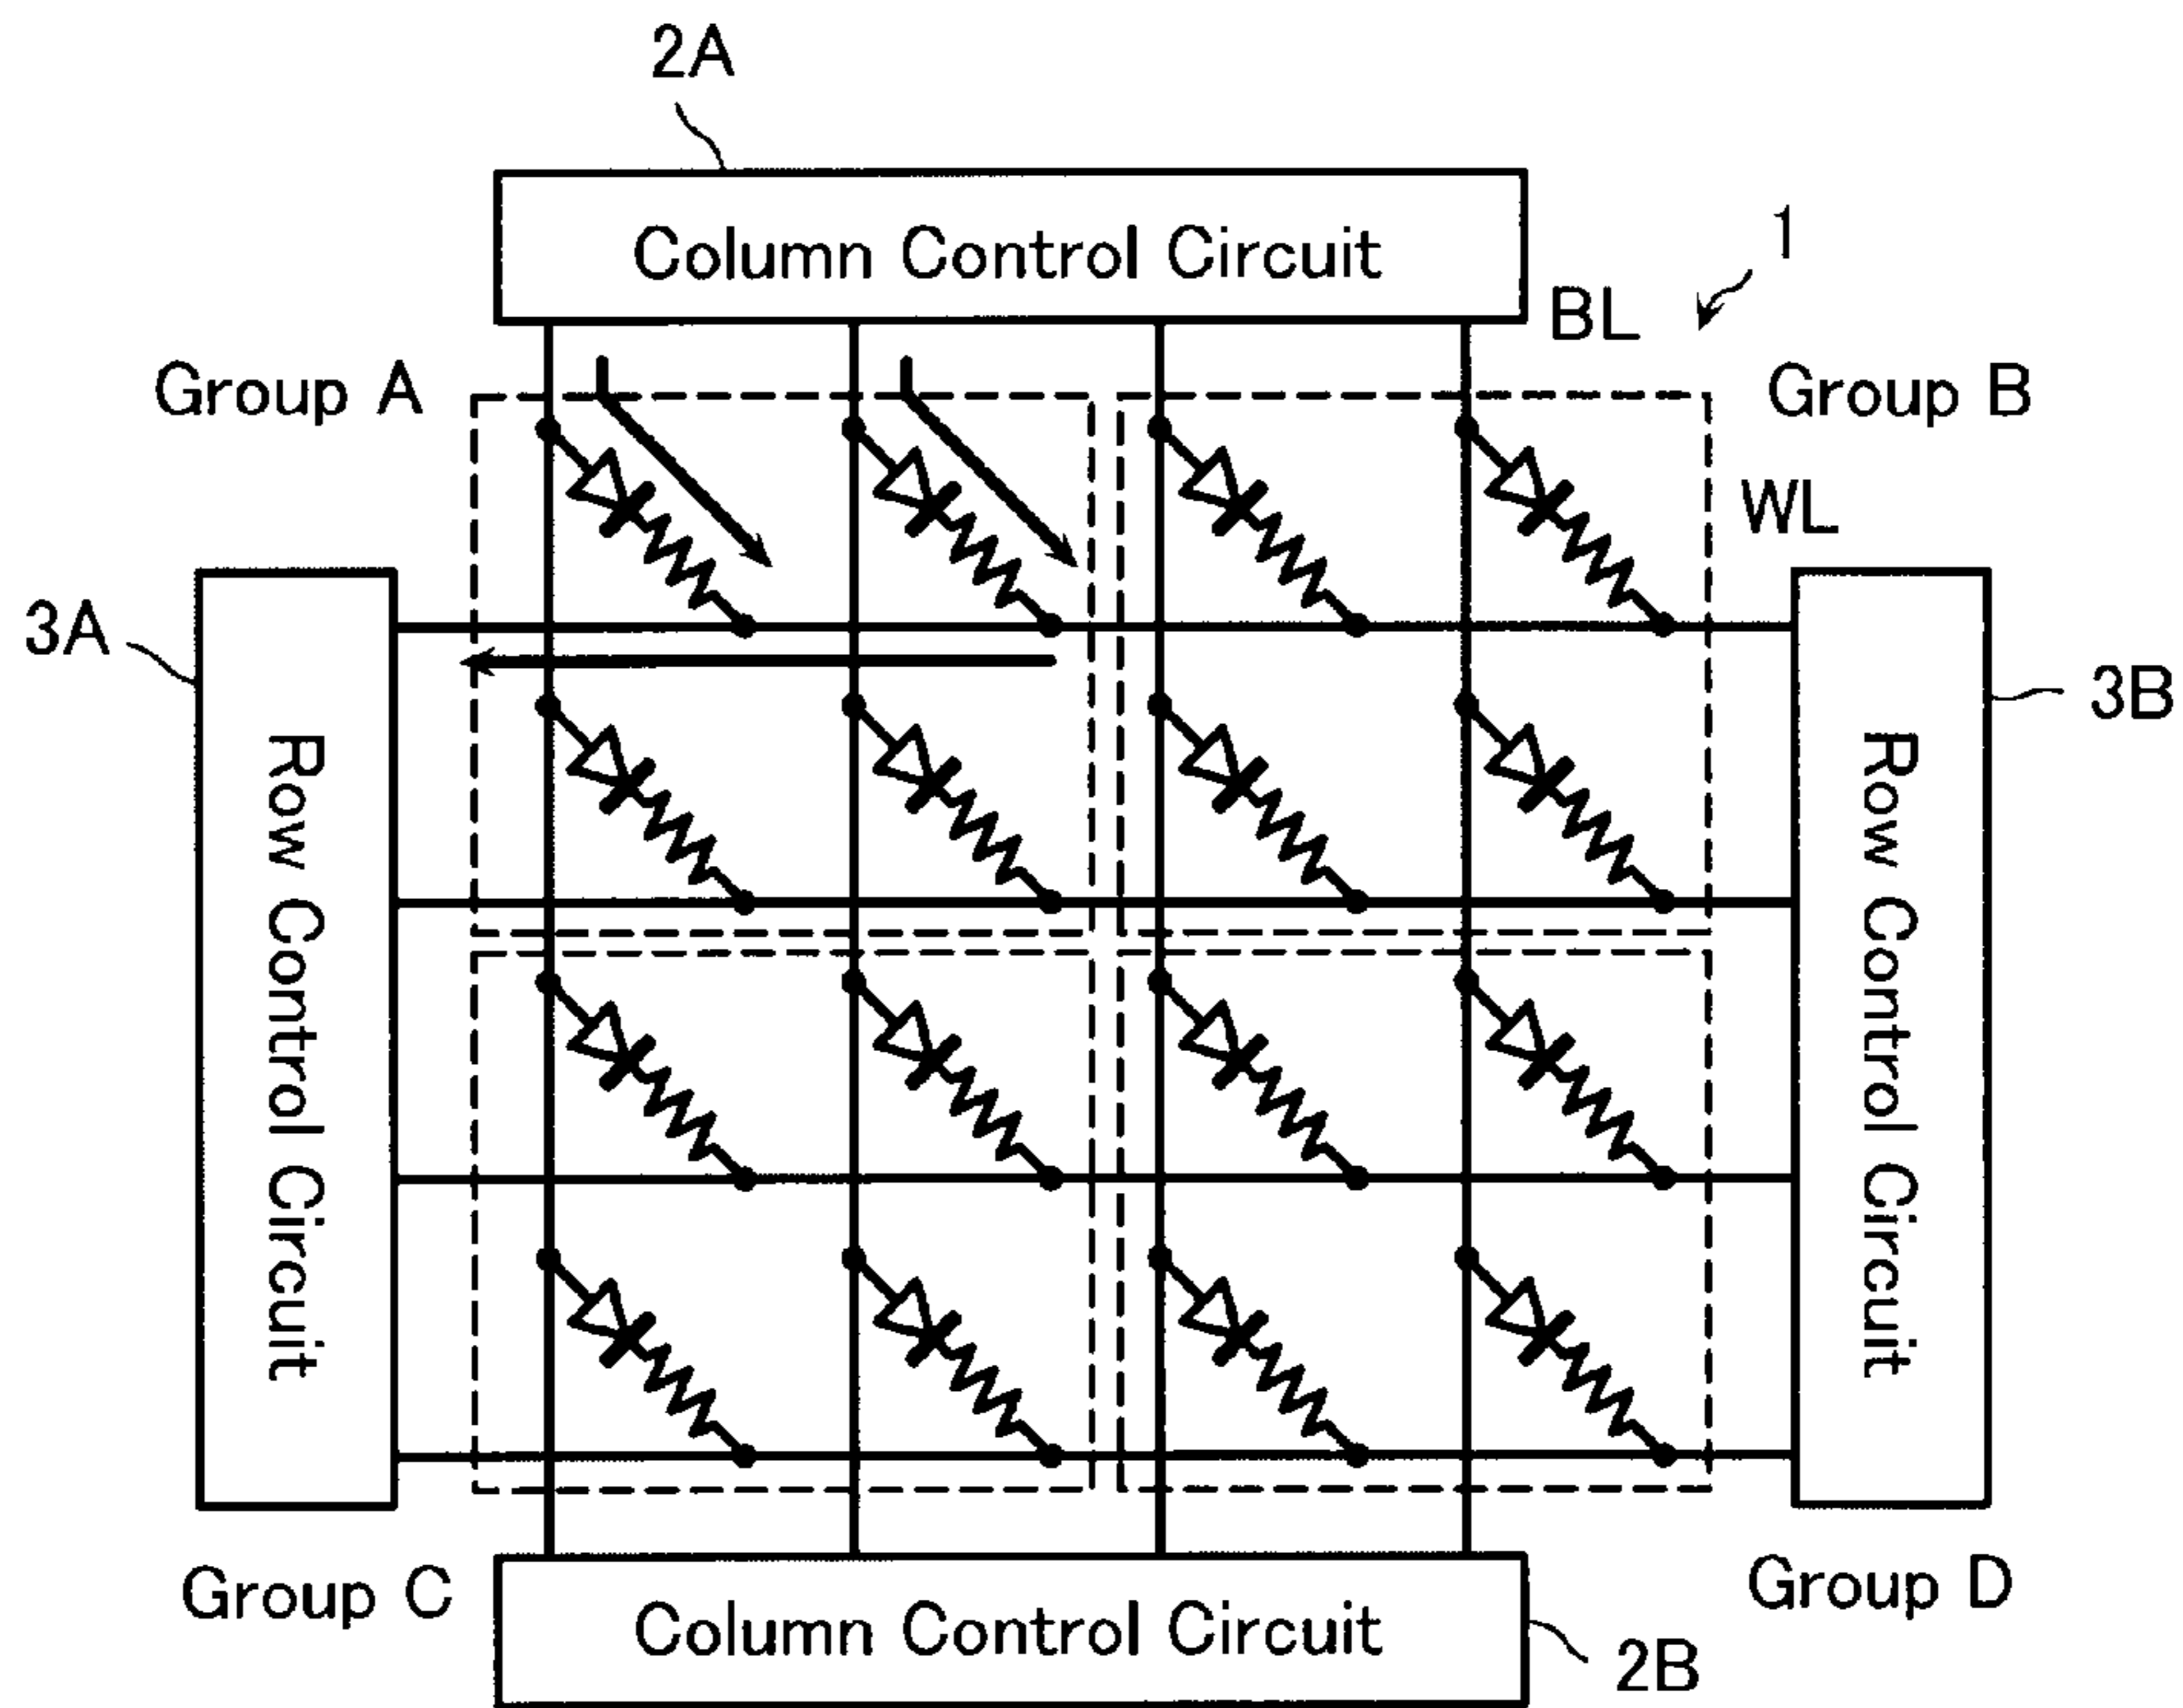 2A
Column Control Circuit
1
BL
Group A
Group B
WL
3A
3B
Row Control Circuit
Row Control Circuit
Group C
Group D
Column Control Circuit
2B